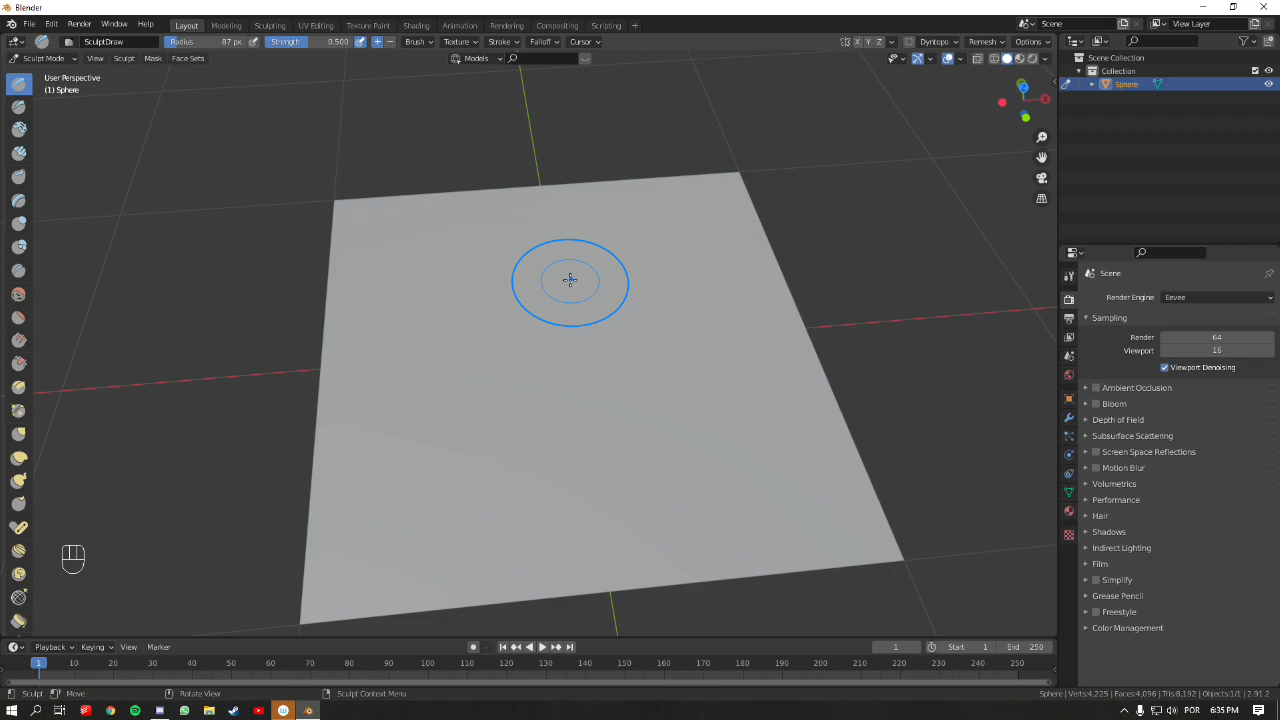 Blender
File Edit Render Window Help Layout Modeling Sculpting UV Editing Texture Paint Shading Animation Rendering Compositing Scripting + Scene View Layer
SculptDraw Radius 87 px Strength 0.500 Brush Texture Stroke Falloff Cursor X Y Z Dyntopo Remesh Options
Sculpt Mode View Sculpt Mask Face Sets Models
Scene Collection
Collection
Sphere
User Perspective
(1) Sphere
Z
X
Scene
Render Engine Eevee
Sampling
Render 64
Viewport 16
Viewport Denoising
Ambient Occlusion
Bloom
Depth of Field
Subsurface Scattering
Screen Space Reflections
Motion Blur
Volumetrics
Performance
Hair
Shadows
Indirect Lighting
Film
Simplify
Grease Pencil
Freestyle
Color Management
Playback Keying View Marker 1 Start 1 End 250
1 10 20 30 40 50 60 70 80 90 100 110 120 130 140 150 160 170 180 190 200 210 220 230 240 250
Sculpt Move Rotate View Sculpt Context Menu Sphere | Verts:4,225 | Faces:4,096 | Tris:8,192 | Objects:1/1 | 2.91.2
POR 6:35 PM